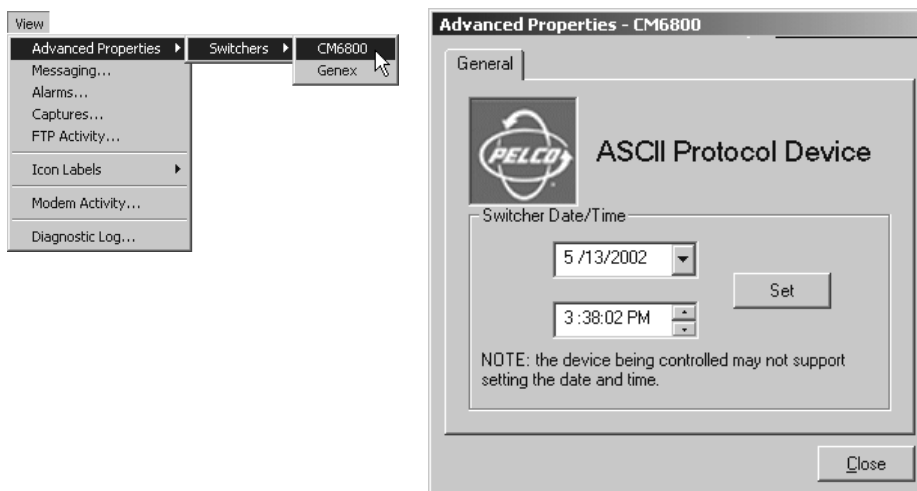 View
Advanced Properties
Switchers
CM6800
Messaging...
Genex
Alarms...
Captures...
FTP Activity...
Icon Labels
Modem Activity...
Diagnostic Log...
Advanced Properties - CM6800
General
PELCO
ASCII Protocol Device
Switcher Date/Time
5 /13/2002
Set
3 :38:02 PM
NOTE: the device being controlled may not support
setting the date and time.
Close